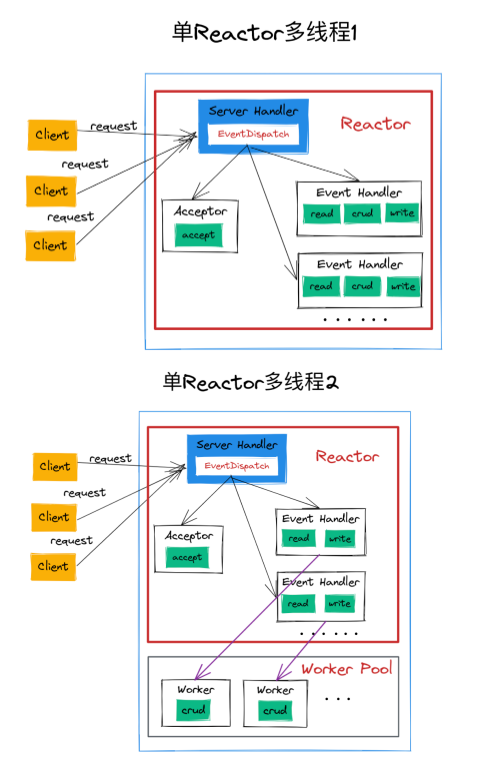 单Reactor多线程1
Server Handler
EventDispatch
Reactor
Client
request
Client
request
Client
request
Acceptor
accept
Event Handler
read crud write
Event Handler
read crud write
......
单Reactor多线程2
Server Handler
EventDispatch
Reactor
Client
request
Client
request
Client
request
Acceptor
accept
Event Handler
read write
Event Handler
read write
......
Worker Pool
Worker
crud
Worker
crud
...